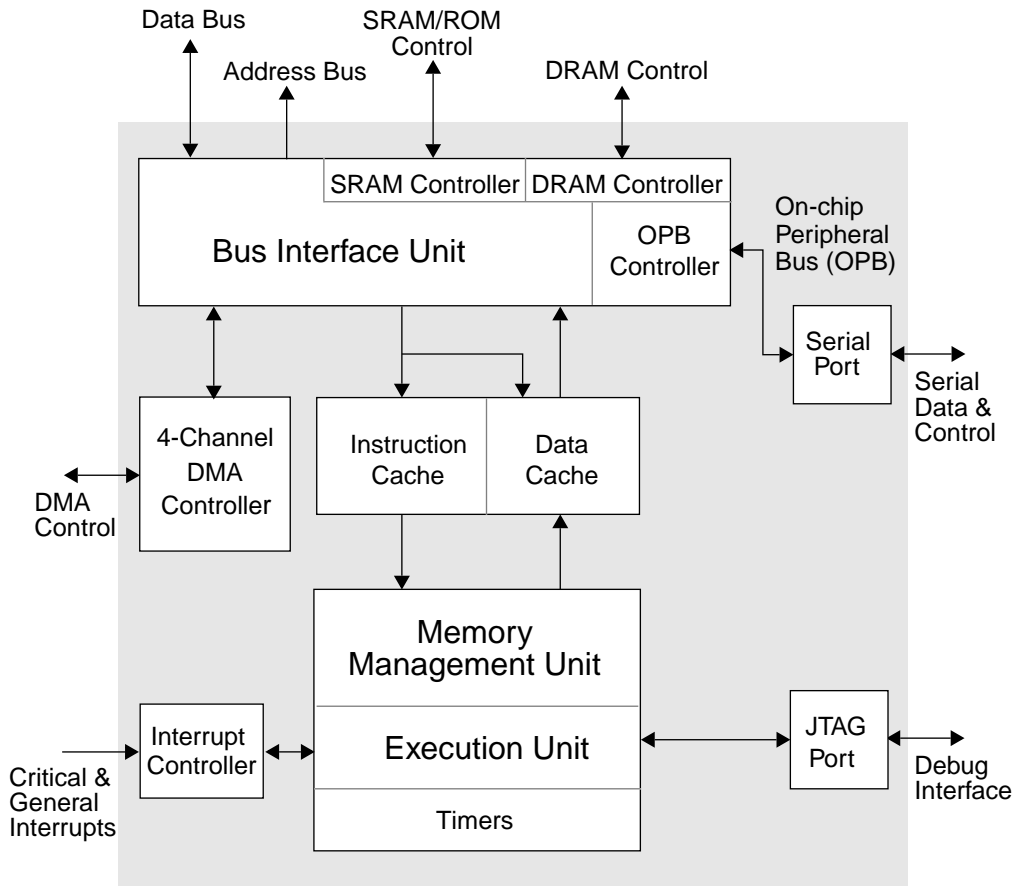 Data Bus
SRAM/ROM
Control
Address Bus
DRAM Control
SRAM Controller
DRAM Controller
Bus Interface Unit
OPB
Controller
On-chip
Peripheral
Bus (OPB)
Serial
Port
Serial
Data &
Control
4-Channel
DMA
Controller
DMA
Control
Instruction
Cache
Data
Cache
Memory
Management Unit
Execution Unit
Timers
Interrupt
Controller
Critical &
General
Interrupts
JTAG
Port
Debug
Interface